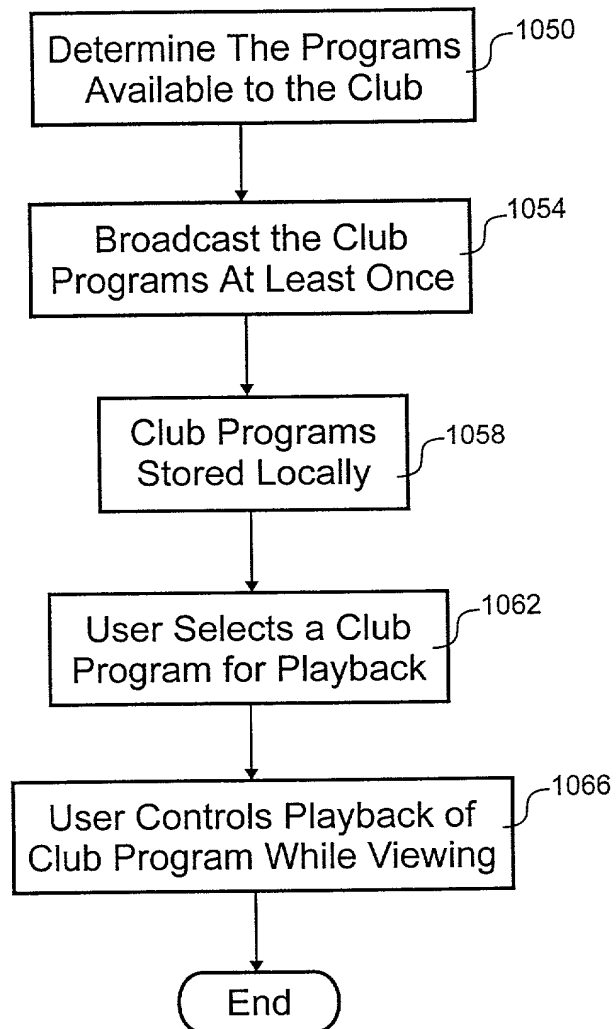 Determine The Programs
Available to the Club
1050
Broadcast the Club
Programs At Least Once
1054
Club Programs
Stored Locally
1058
User Selects a Club
Program for Playback
1062
User Controls Playback of
Club Program While Viewing
1066
End